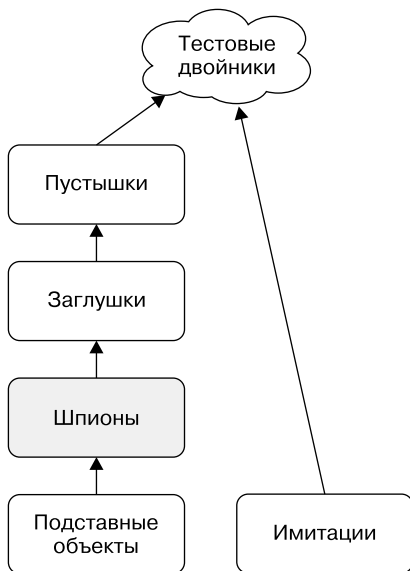 Тестовые
двойники
Пустышки
Заглушки
Шпионы
Подставные
объекты
Имитации